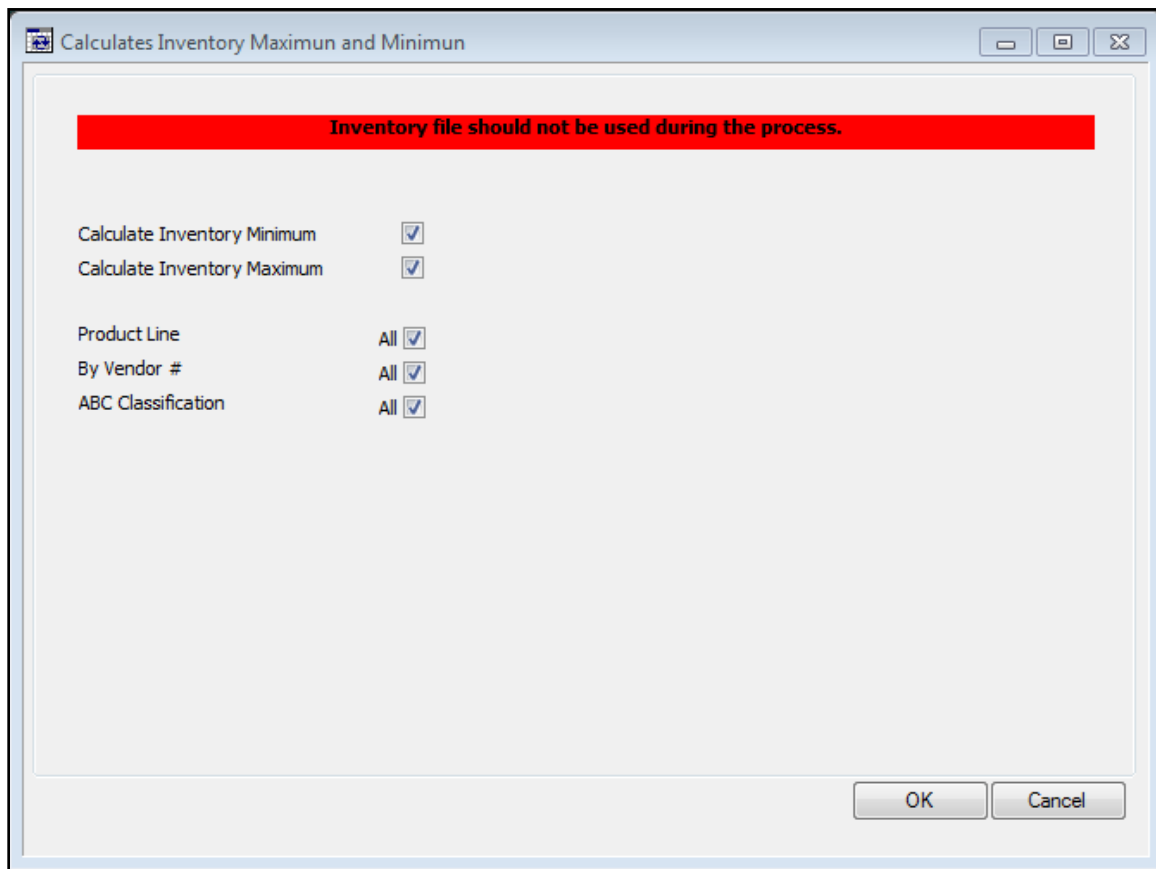 Calculates Inventory Maximun and Minimun
Inventory file should not be used during the process.
Calculate Inventory Minimum
Calculate Inventory Maximum
Product Line All
By Vendor # All
ABC Classification All
OK Cancel